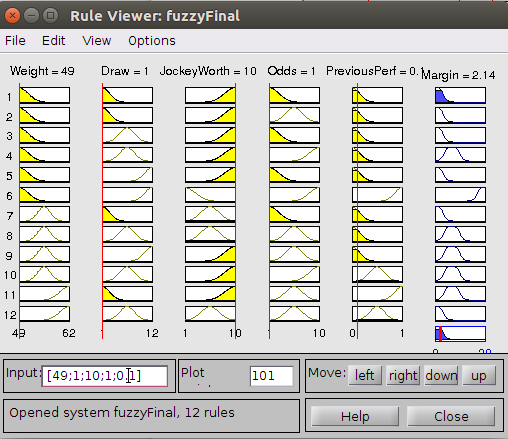 Rule Viewer: fuzzyFinal
File Edit View Options
Weight = 49 Draw = 1 JockeyWorth = 10 Odds = 1 PreviousPerf = 0.1 Margin = 2.14
1
2
3
4
5
6
7
8
9
10
11
12
49 62 1 12 1 10 1 10 0 1
Input: [49;1;10;1;0.1] Plot 101 Move: left right down up
Opened system fuzzyFinal, 12 rules
Help Close